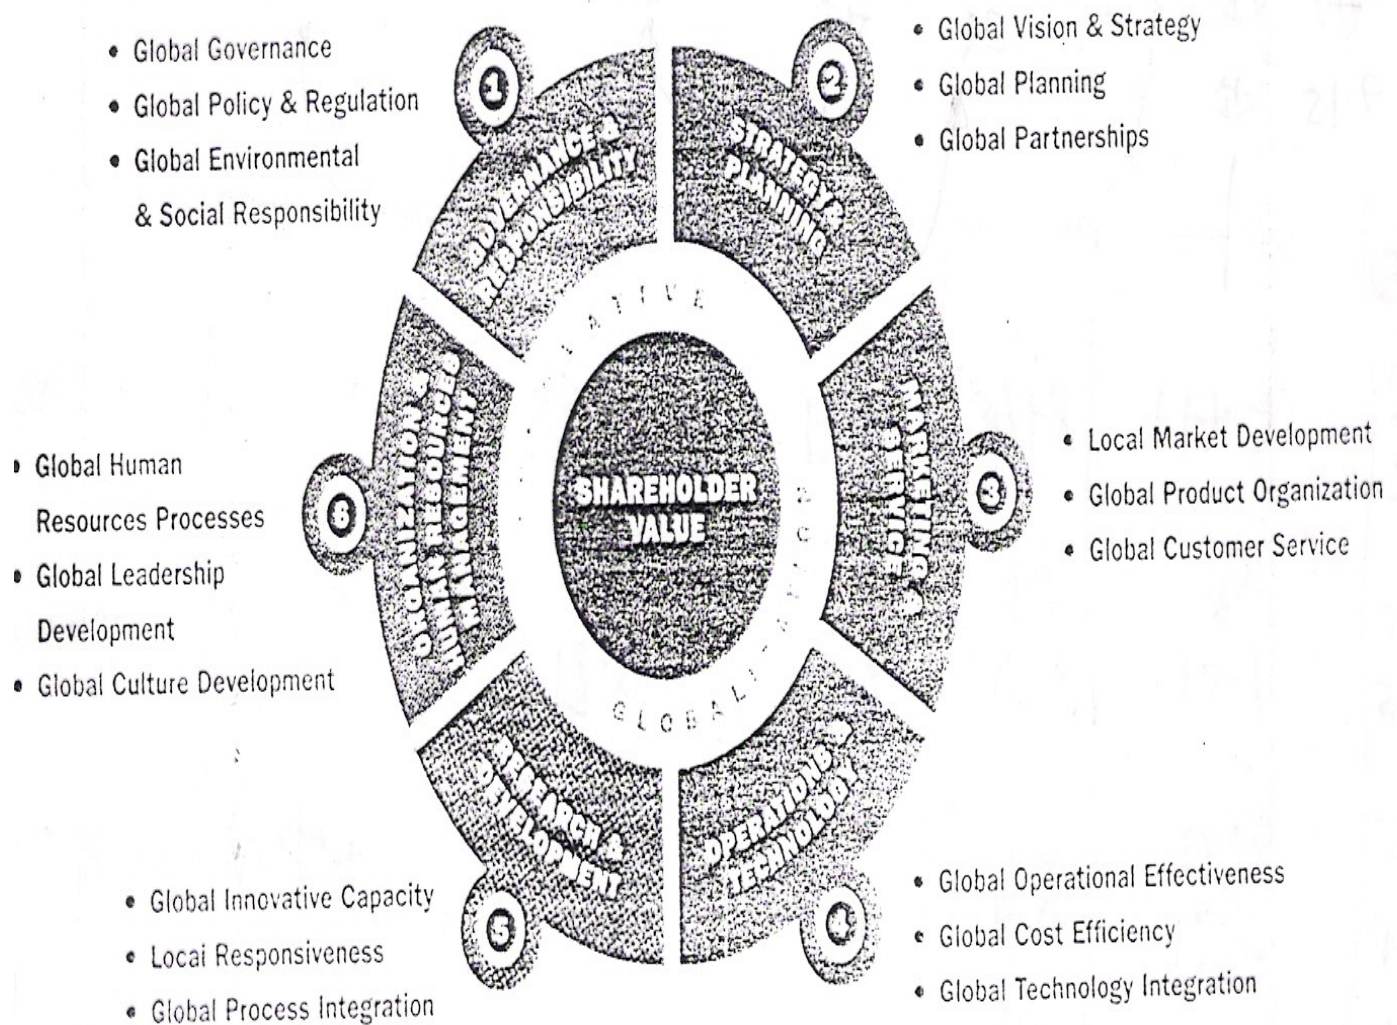 • Global Governance
• Global Policy & Regulation
• Global Environmental
& Social Responsibility
1
GOVERNANCE &
RESPONSIBILITY
2
STRATEGY &
PLANNING
• Global Vision & Strategy
• Global Planning
• Global Partnerships
MARKETING &
SERVICE
3
• Local Market Development
• Global Product Organization
• Global Customer Service
OPERATIONS &
TECHNOLOGY
4
• Global Operational Effectiveness
• Global Cost Efficiency
• Global Technology Integration
RESEARCH &
DEVELOPMENT
5
• Global Innovative Capacity
• Local Responsiveness
• Global Process Integration
ORGANIZATION &
HUMAN RESOURCES
MANAGEMENT
6
• Global Human
Resources Processes
• Global Leadership
Development
• Global Culture Development
SHAREHOLDER
VALUE